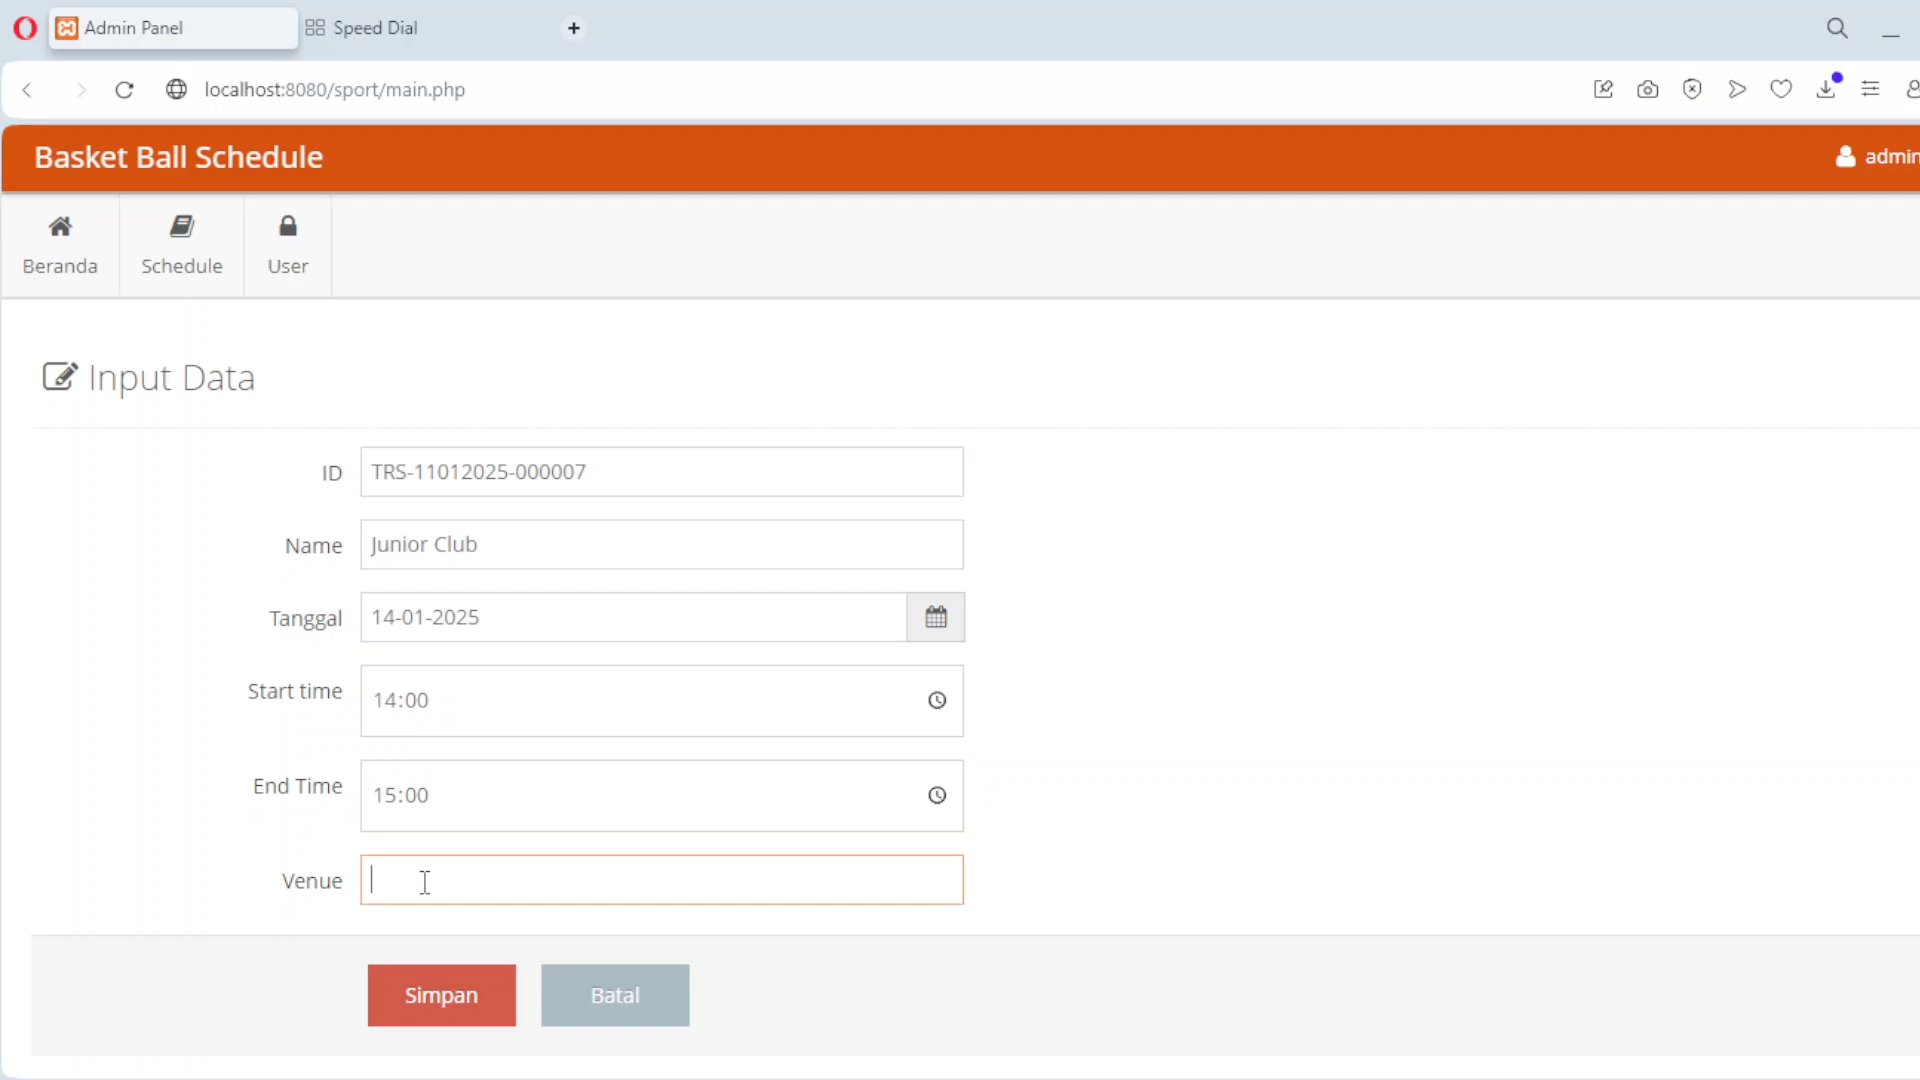 Admin Panel
Speed Dial
localhost:8080/sport/main.php
Basket Ball Schedule
admin
Beranda
Schedule
User
Input Data
ID
TRS-11012025-000007
Name
Junior Club
Tanggal
14-01-2025
Start time
14:00
End Time
15:00
Venue
Simpan
Batal